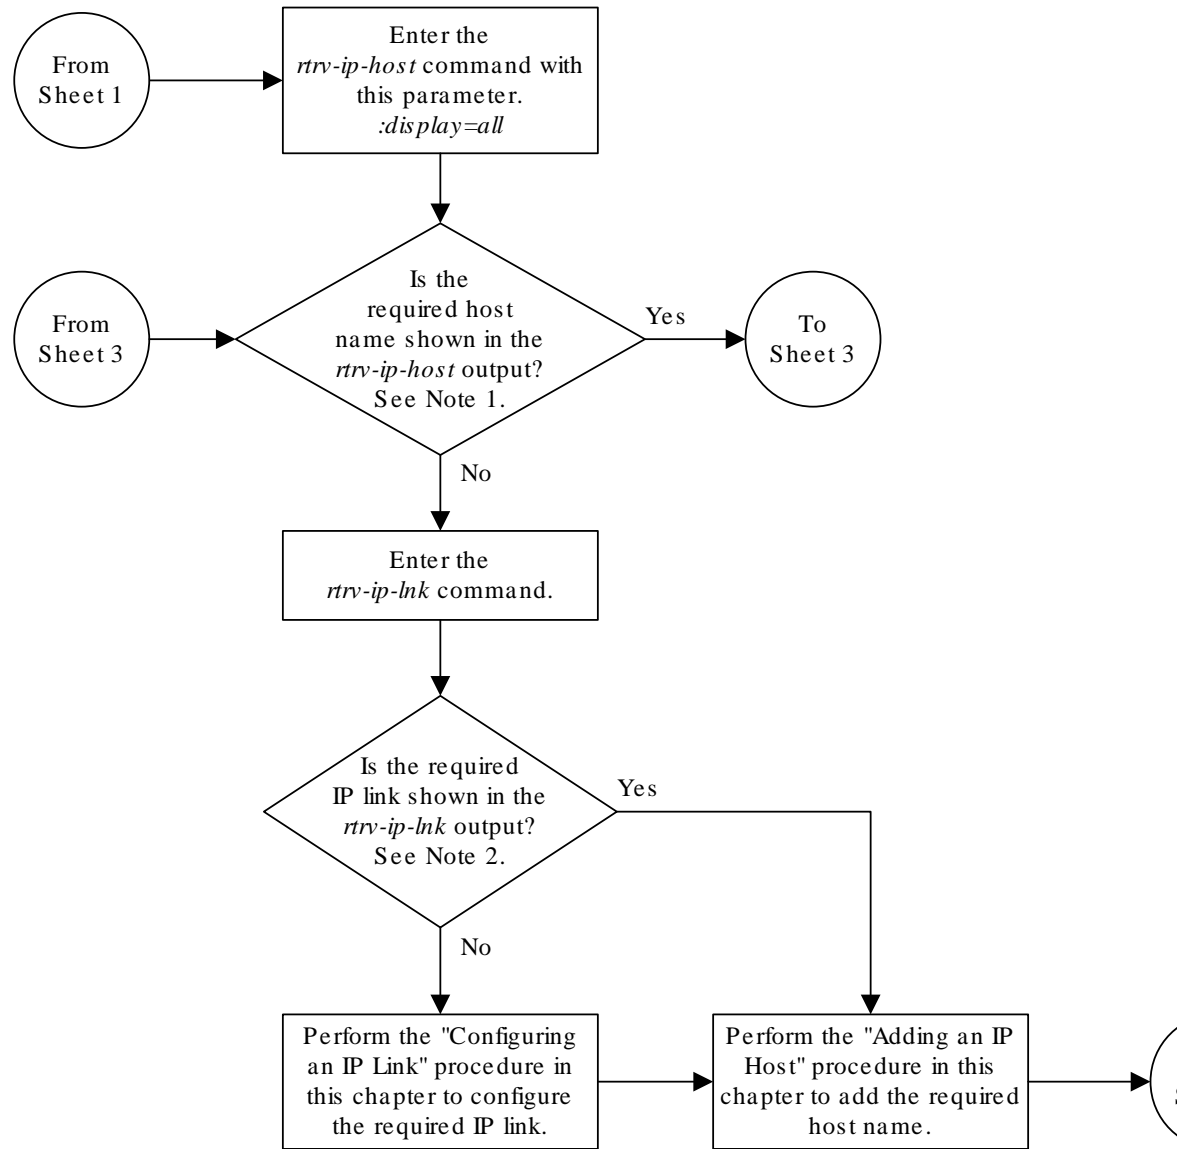 From
Sheet 1
Enter the
rtrv-ip-host command with
this parameter.
:display=all
From
Sheet 3
Is the
required host
name shown in the
rtrv-ip-host output?
See Note 1.
Yes
To
Sheet 3
No
Enter the
rtrv-ip-lnk command.
Is the required
IP link shown in the
rtrv-ip-lnk output?
See Note 2.
Yes
No
Perform the "Configuring
an IP Link" procedure in
this chapter to configure
the required IP link.
Perform the "Adding an IP
Host" procedure in this
chapter to add the required
host name.